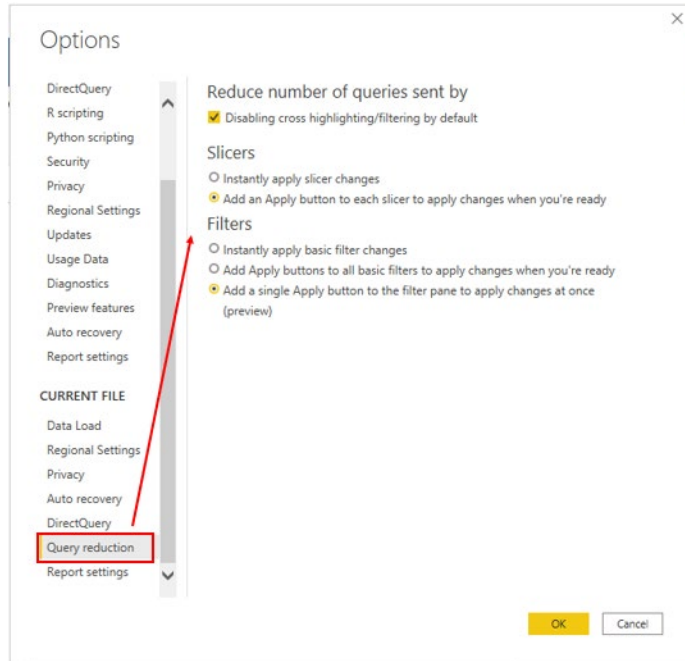 Options
DirectQuery
R scripting
Python scripting
Security
Privacy
Regional Settings
Updates
Usage Data
Diagnostics
Preview features
Auto recovery
Report settings
CURRENT FILE
Data Load
Regional Settings
Privacy
Auto recovery
DirectQuery
Query reduction
Report settings
Reduce number of queries sent by
Disabling cross highlighting/filtering by default
Slicers
Instantly apply slicer changes
Add an Apply button to each slicer to apply changes when you're ready
Filters
Instantly apply basic filter changes
Add Apply buttons to all basic filters to apply changes when you're ready
Add a single Apply button to the filter pane to apply changes at once
(preview)
OK
Cancel